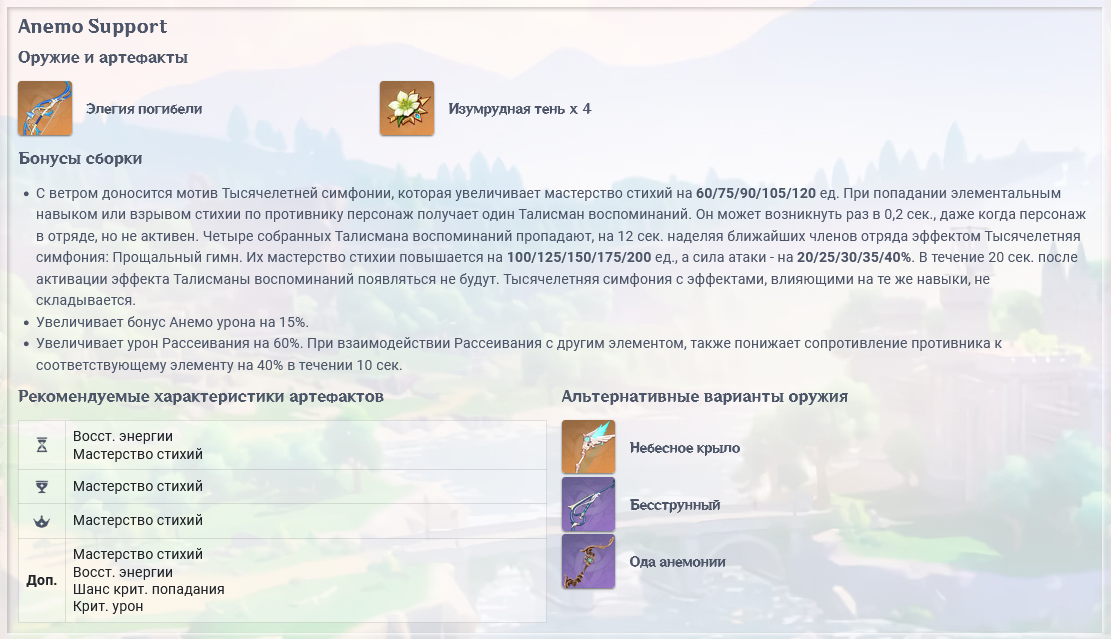 Anemo Support
Оружие и артефакты
Элегия погибели
Изумрудная тень x 4
Бонусы сборки
С ветром доносится мотив Тысячелетней симфонии, которая увеличивает мастерство стихий на 60/75/90/105/120 ед. При попадании элементальным
навыком или взрывом стихии по противнику персонаж получает один Талисман воспоминаний. Он может возникнуть раз в 0,2 сек., даже когда персонаж
в отряде, но не активен. Четыре собранных Талисмана воспоминаний пропадают, на 12 сек. наделяя ближайших членов отряда эффектом Тысячелетняя
симфония: Прощальный гимн. Их мастерство стихии повышается на 100/125/150/175/200 ед., а сила атаки - на 20/25/30/35/40%. В течение 20 сек. после
активации эффекта Талисманы воспоминаний появляться не будут. Тысячелетняя симфония с эффектами, влияющими на те же навыки, не
складывается.
Увеличивает бонус Анемо урона на 15%.
Увеличивает урон Рассеивания на 60%. При взаимодействии Рассеивания с другим элементом, также понижает сопротивление противника к
соответствующему элементу на 40% в течении 10 сек.
Рекомендуемые характеристики артефактов
Восст. энергии
Мастерство стихий
Мастерство стихий
Мастерство стихий
Доп.
Мастерство стихий
Восст. энергии
Шанс крит. попадания
Крит. урон
Альтернативные варианты оружия
Небесное крыло
Бесструнный
Ода анемонии